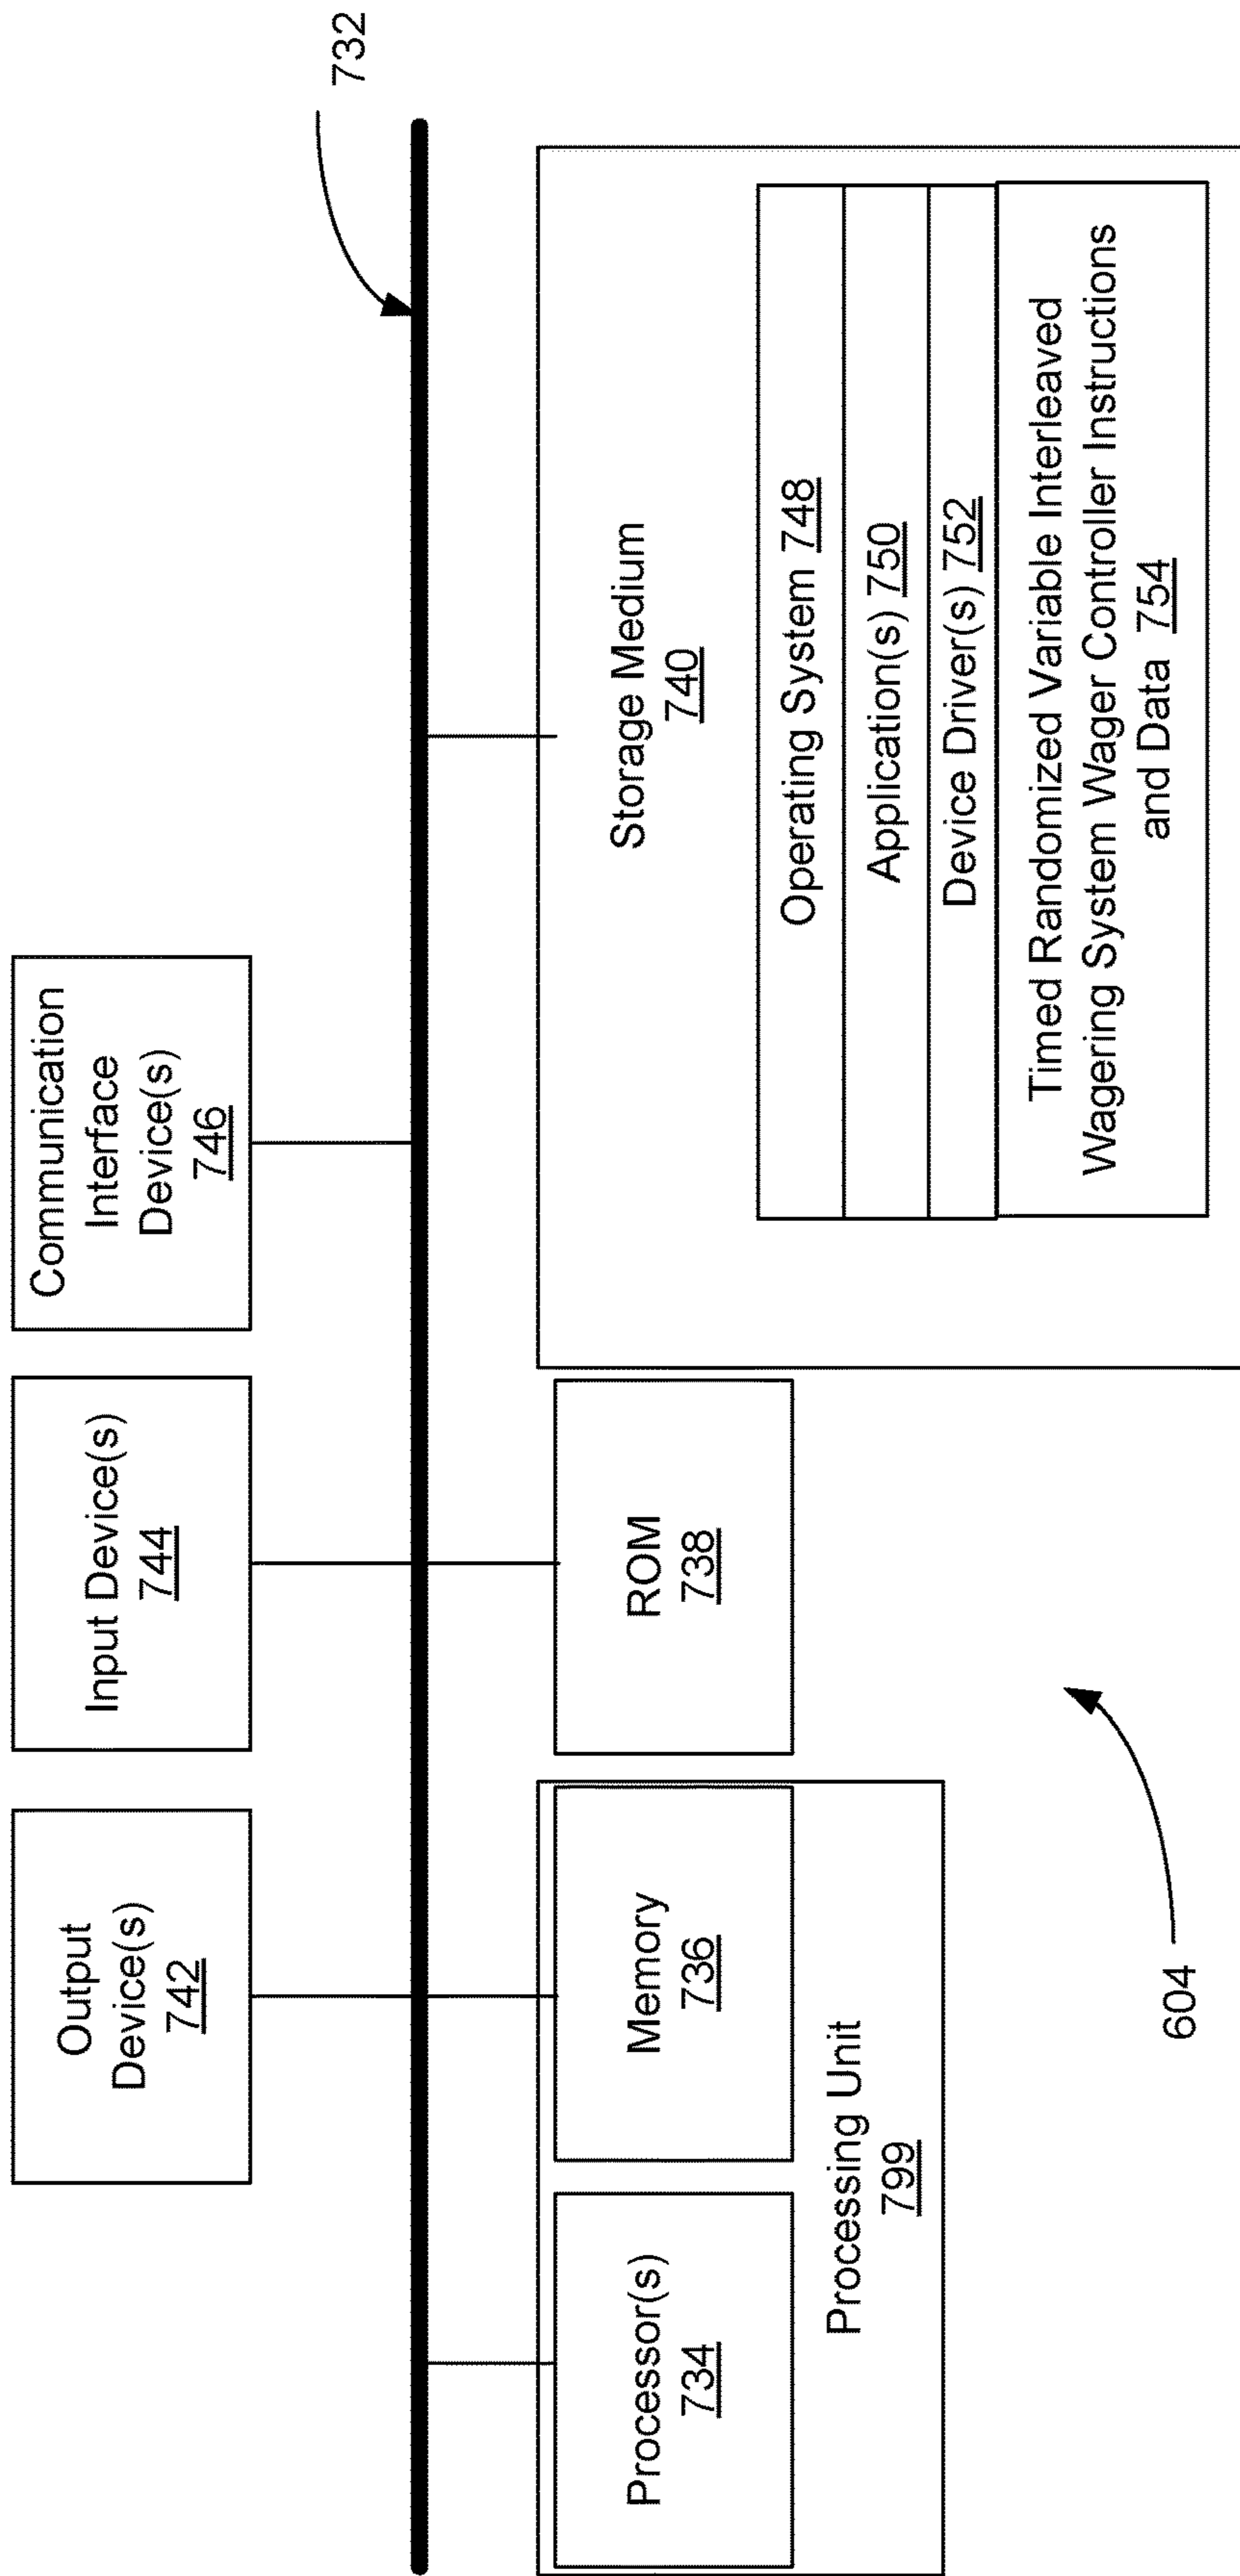 732
Output
Device(s)
742
Input Device(s)
744
Communication
Interface
Device(s)
746
Processor(s)
734
Memory
736
Processing Unit
799
ROM
738
Storage Medium
740
Operating System 748
Application(s) 750
Device Driver(s) 752
Timed Randomized Variable Interleaved
Wagering System Wager Controller Instructions
and Data 754
604